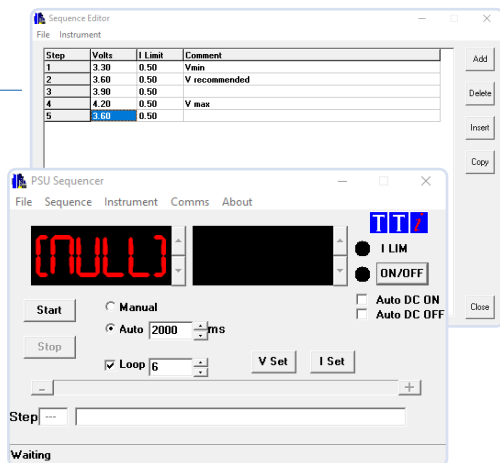 Sequence Editor
File Instrument
Step Volts I Limit Comment
1 3.30 0.50 Vmin
2 3.60 0.50 V recommended
3 3.90 0.50
4 4.20 0.50 V max
5 3.60 0.50
Add
Delete
Insert
Copy
Close
PSU Sequencer
File Sequence Instrument Comms About
TTi
(NULL)
I LIM
ON/OFF
Auto DC ON
Auto DC OFF
Start
Manual
Auto 2000 ms
Stop
Loop 6
V Set I Set
- +
Step ---
Waiting